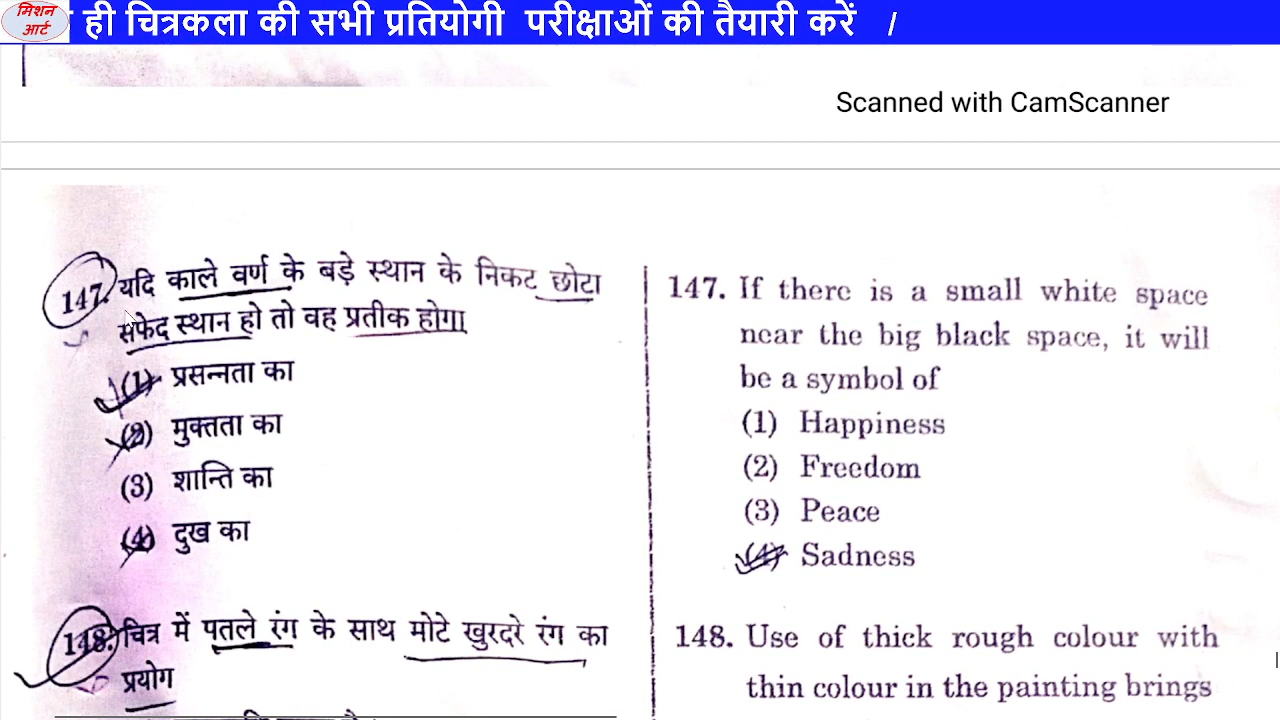 मिशन
आर्ट
ही चित्रकला की सभी प्रतियोगी परीक्षाओं की तैयारी करें /
Scanned with CamScanner
147. यदि काले वर्ण के बड़े स्थान के निकट छोटा
सफेद स्थान हो तो वह प्रतीक होगा
(1) प्रसन्नता का
(2) मुक्तता का
(3) शान्ति का
(4) दुख का
148. चित्र में पतले रंग के साथ मोटे खुरदरे रंग का
प्रयोग
147. If there is a small white space
near the big black space, it will
be a symbol of
(1) Happiness
(2) Freedom
(3) Peace
(4) Sadness
148. Use of thick rough colour with
thin colour in the painting brings